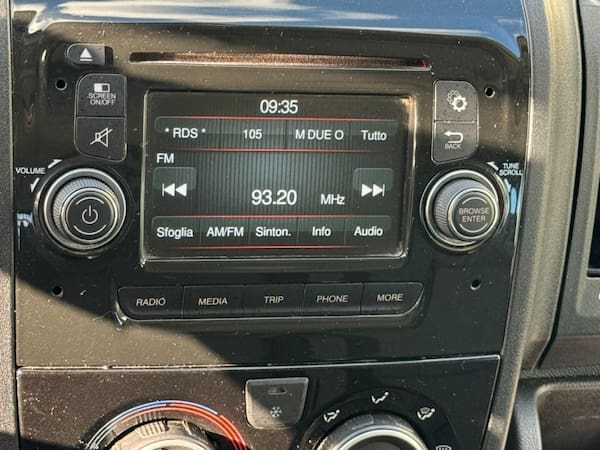 SCREEN
ON/OFF
09:35
* RDS * 105 M DUE O Tutto
BACK
VOLUME
FM
TUNE
SCROLL
93.20 MHz
BROWSE
ENTER
Sfoglia AM/FM Sinton. Info Audio
RADIO MEDIA TRIP PHONE MORE